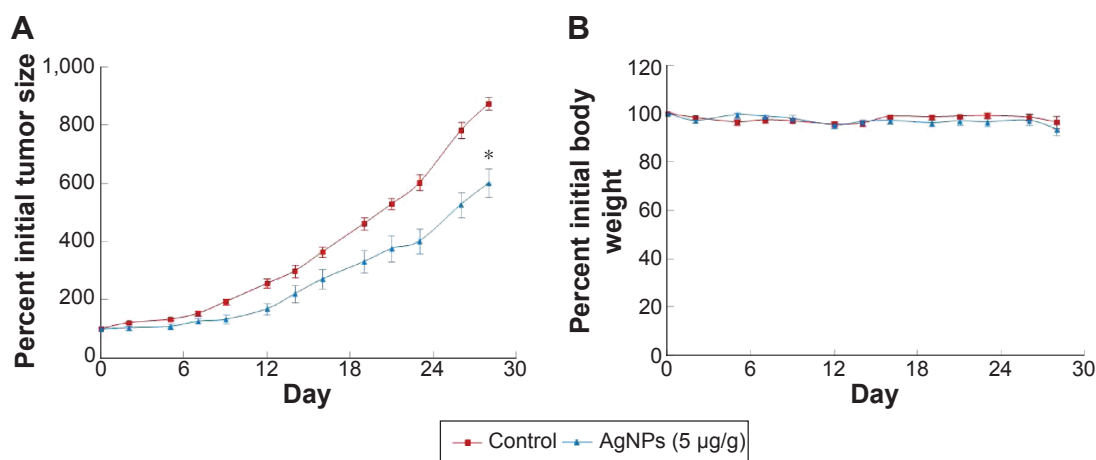 A
Percent initial tumor size
1,000
800
600
400
200
0
*
0 6 12 18 24 30
Day
B
Percent initial body
weight
120
100
80
60
40
20
0
0 6 12 18 24 30
Day
Control AgNPs (5 µg/g)